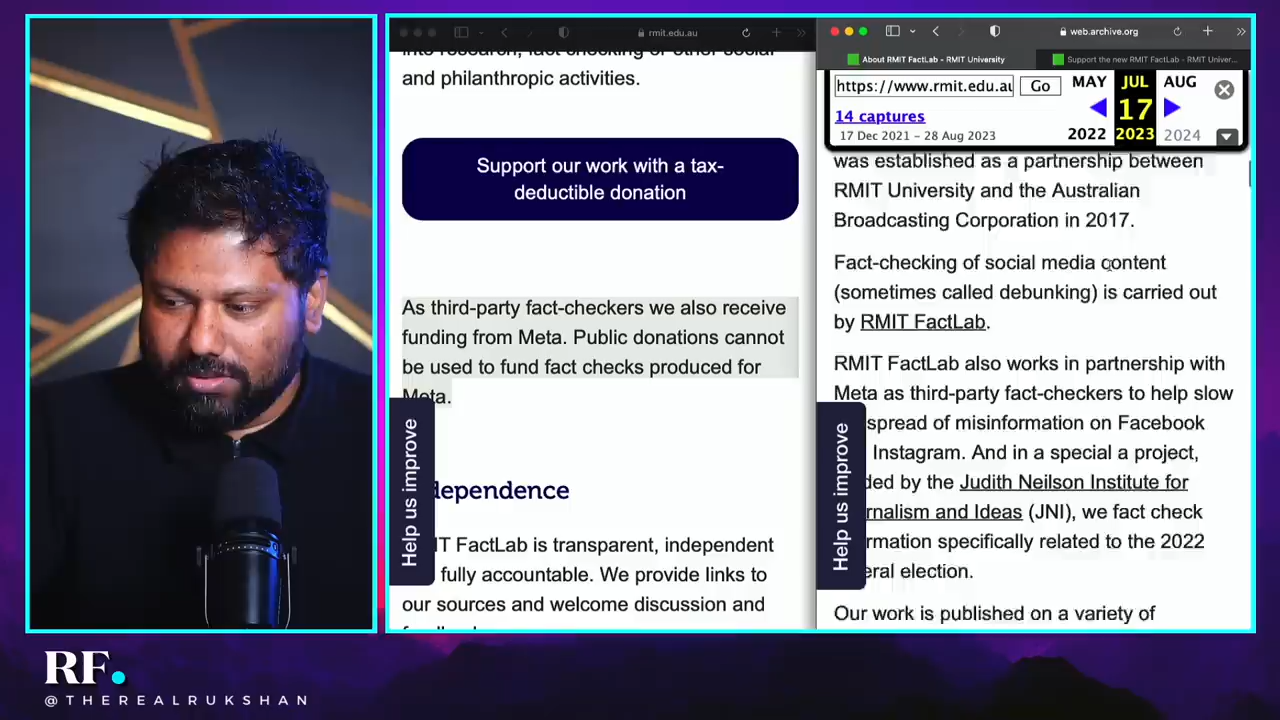 rmit.edu.au
into research, fact checking or other social
and philanthropic activities.
Support our work with a tax-
deductible donation
As third-party fact-checkers we also receive
funding from Meta. Public donations cannot
be used to fund fact checks produced for
Meta.
Help us improve
dependence
IT FactLab is transparent, independent
fully accountable. We provide links to
our sources and welcome discussion and
web.archive.org
About RMIT FactLab - RMIT University
Support the new RMIT FactLab - RMIT Univer...
https://www.rmit.edu.au
Go
MAY
JUL
AUG
14 captures
17
17 Dec 2021 – 28 Aug 2023
2022
2023
2024
was established as a partnership between
RMIT University and the Australian
Broadcasting Corporation in 2017.
Fact-checking of social media content
(sometimes called debunking) is carried out
by RMIT FactLab.
RMIT FactLab also works in partnership with
Meta as third-party fact-checkers to help slow
spread of misinformation on Facebook
Instagram. And in a special a project,
ded by the Judith Neilson Institute for
rnalism and Ideas (JNI), we fact check
rmation specifically related to the 2022
eral election.
Our work is published on a variety of
Help us improve
RF.
@THEREALRUKSHAN